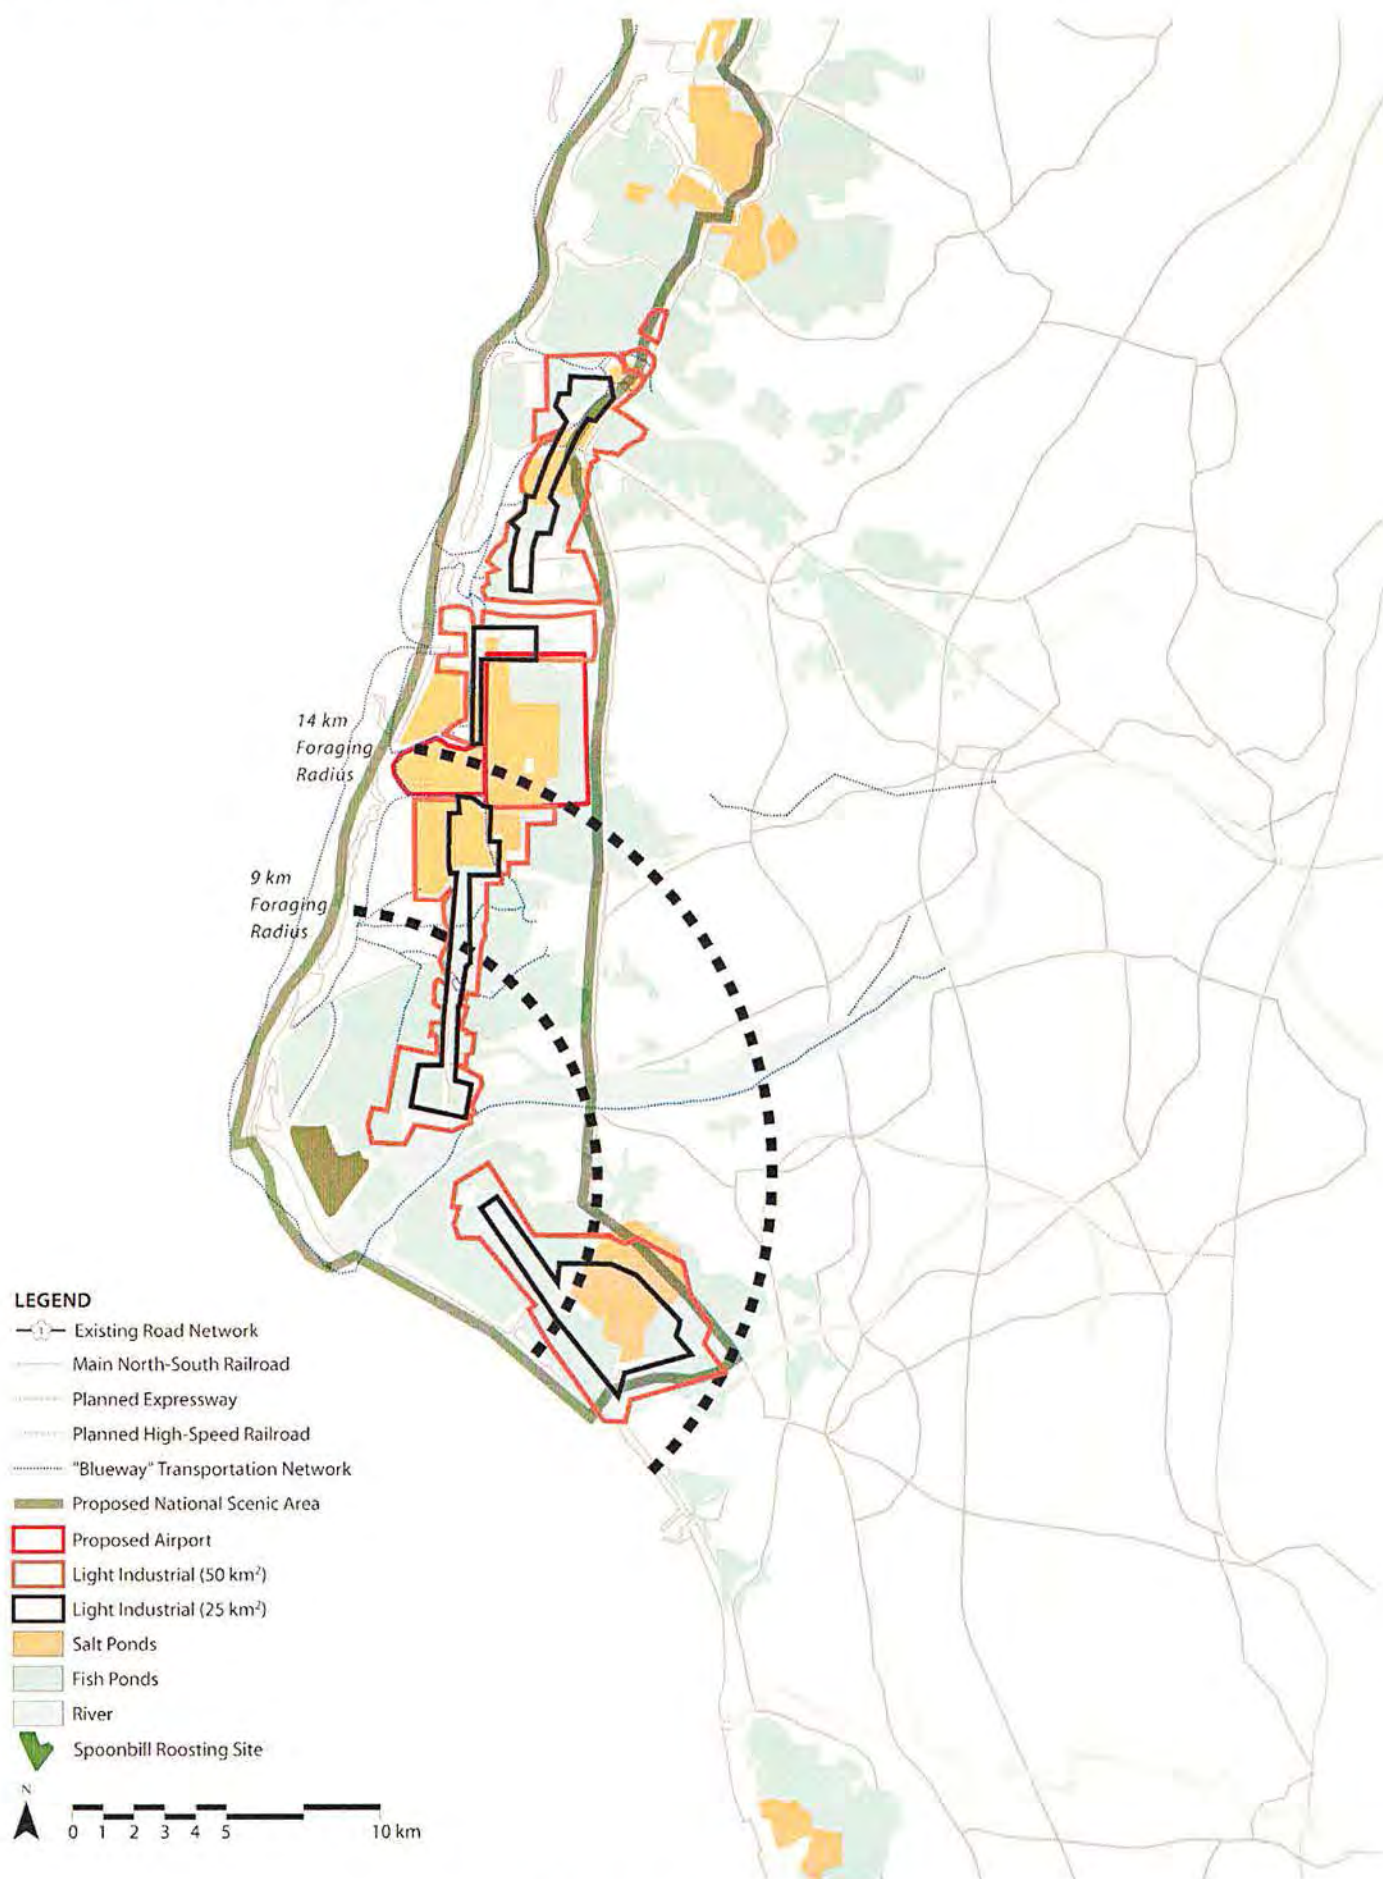 14 km
Foraging
Radius
9 km
Foraging
Radius
LEGEND
1
Existing Road Network
Main North-South Railroad
Planned Expressway
Planned High-Speed Railroad
"Blueway" Transportation Network
Proposed National Scenic Area
Proposed Airport
Light Industrial (50 km²)
Light Industrial (25 km²)
Salt Ponds
Fish Ponds
River
Spoonbill Roosting Site
N
0 1 2 3 4 5 10 km